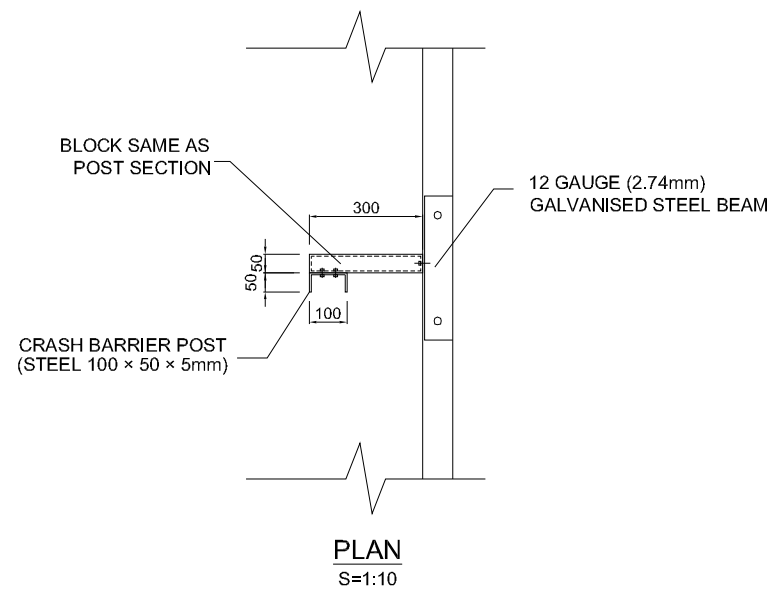 BLOCK SAME AS
POST SECTION
12 GAUGE (2.74mm)
GALVANISED STEEL BEAM
300
50
50
100
CRASH BARRIER POST
(STEEL 100 × 50 × 5mm)
PLAN
S=1:10